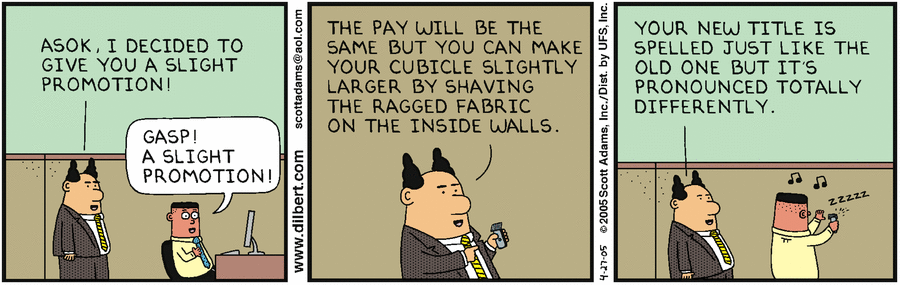 ASOK, I DECIDED TO
GIVE YOU A SLIGHT
PROMOTION!
GASP!
A SLIGHT
PROMOTION!
www.dilbert.com
scottadams@aol.com
THE PAY WILL BE THE
SAME BUT YOU CAN MAKE
YOUR CUBICLE SLIGHTLY
LARGER BY SHAVING
THE RAGGED FABRIC
ON THE INSIDE WALLS.
4-27-05 © 2005 Scott Adams, Inc./Dist. by UFS, Inc.
YOUR NEW TITLE IS
SPELLED JUST LIKE THE
OLD ONE BUT IT'S
PRONOUNCED TOTALLY
DIFFERENTLY.
ZZZZZ